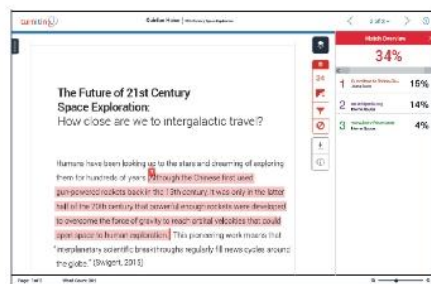 turnitin
Match Overview
34%
The Future of 21st Century
Space Exploration:
How close are we to intergalactic travel?
1
15%
2
14%
3
4%
Humans have been looking up to the stars and dreaming of exploring
them for hundreds of years. Although the Chinese first used
gun-powered rockets back in the 13th century, it was only in the latter
half of the 20th century that powerful enough rockets were developed
to overcome the force of gravity to reach orbital velocities that could
open space to human exploration. This pioneering work means that
"interplanetary scientific breakthroughs regularly fill news cycles around
the globe." (Swigert, 2015)